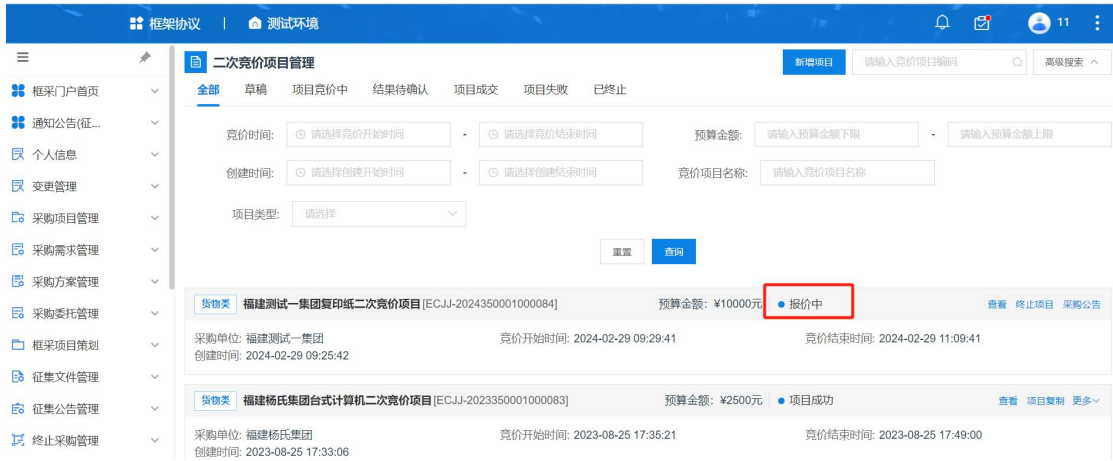 框架协议 | 测试环境 11
二次竞价项目管理 新增项目 请输入竞价项目编码 高级搜索
框采门户首页
通知公告(征...
个人信息
变更管理
采购项目管理
采购需求管理
采购方案管理
采购委托管理
框采项目策划
征集文件管理
征集公告管理
终止采购管理
全部 草稿 项目竞价中 结果待确认 项目成交 项目失败 已终止
竞价时间: 请选择竞价开始时间 - 请选择竞价结束时间 预算金额: 请输入预算金额下限 - 请输入预算金额上限
创建时间: 请选择创建开始时间 - 请选择创建结束时间 竞价项目名称: 请输入竞价项目名称
项目类型: 请选择
重置 查询
货物类 福建测试一集团复印纸二次竞价项目[ECJJ-2024350001000084] 预算金额: ¥10000元 报价中 查看 终止项目 采购公告
采购单位: 福建测试一集团 竞价开始时间: 2024-02-29 09:29:41 竞价结束时间: 2024-02-29 11:09:41
创建时间: 2024-02-29 09:25:42
货物类 福建杨氏集团台式计算机二次竞价项目[ECJJ-2023350001000083] 预算金额: ¥2500元 项目成功 查看 项目复制 更多
采购单位: 福建杨氏集团 竞价开始时间: 2023-08-25 17:35:21 竞价结束时间: 2023-08-25 17:49:00
创建时间: 2023-08-25 17:33:06